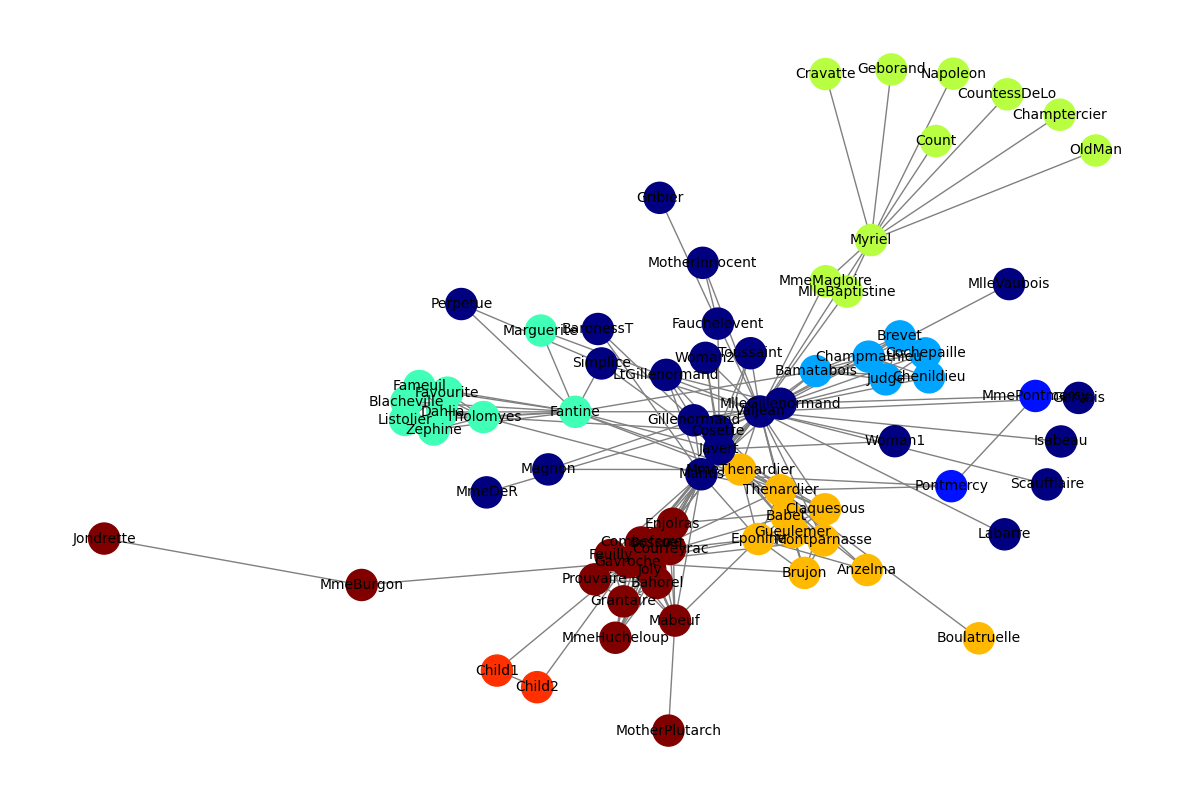 Cravatte
Geborand
Napoleon
CountessDeLo
Champtercier
Count
OldMan
Gribier
Myriel
MotherInnocent
MmeMagloire
MlleBaptistine
MlleVaubois
Perpetue
Marguerite
BaronessT
Fauchelevent
Brevet
Simplice
Woman2
Toussaint
Champmathieu
Cochepaille
LtGillenormand
Bamatabois
Judge
Chenildieu
Fameuil
Favourite
Blacheville
Dahlia
Listolier
Zephine
Tholomyes
Fantine
Gillenormand
MlleGillenormand
Valjean
MmePontmercy
Gervais
Cosette
Javert
Woman1
Isabeau
Magnon
Marius
MmeThenardier
MmeDeR
Thenardier
Pontmercy
Scaufflaire
Claquesous
Babet
Enjolras
Gueulemer
Labarre
Jondrette
Combeferre
Bossuet
Courfeyrac
Eponine
Montparnasse
Feuilly
Gavroche
Joly
Brujon
Anzelma
MmeBurgon
Prouvaire
Bahorel
Grantaire
Mabeuf
MmeHucheloup
Boulatruelle
Child1
Child2
MotherPlutarch